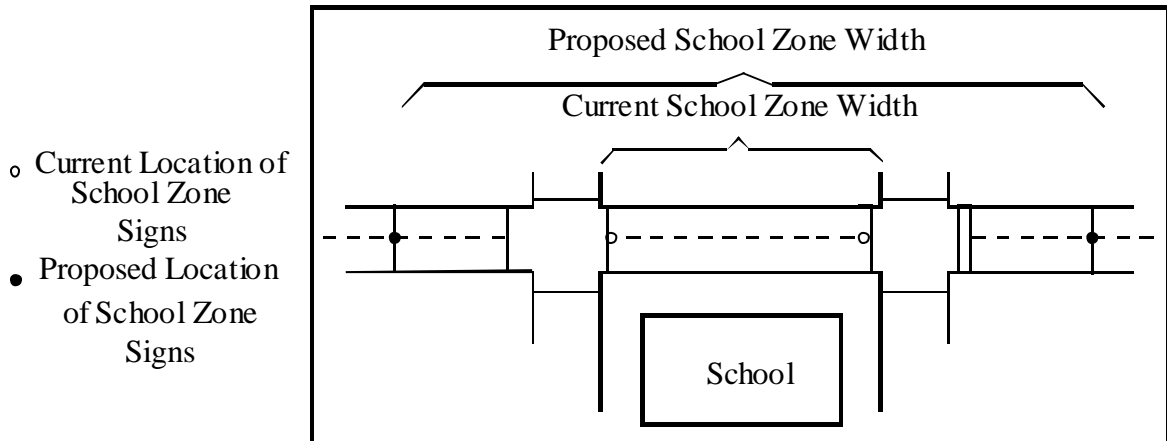 Proposed School Zone Width
Current School Zone Width
Current Location of
School Zone
Signs
Proposed Location
of School Zone
Signs
School